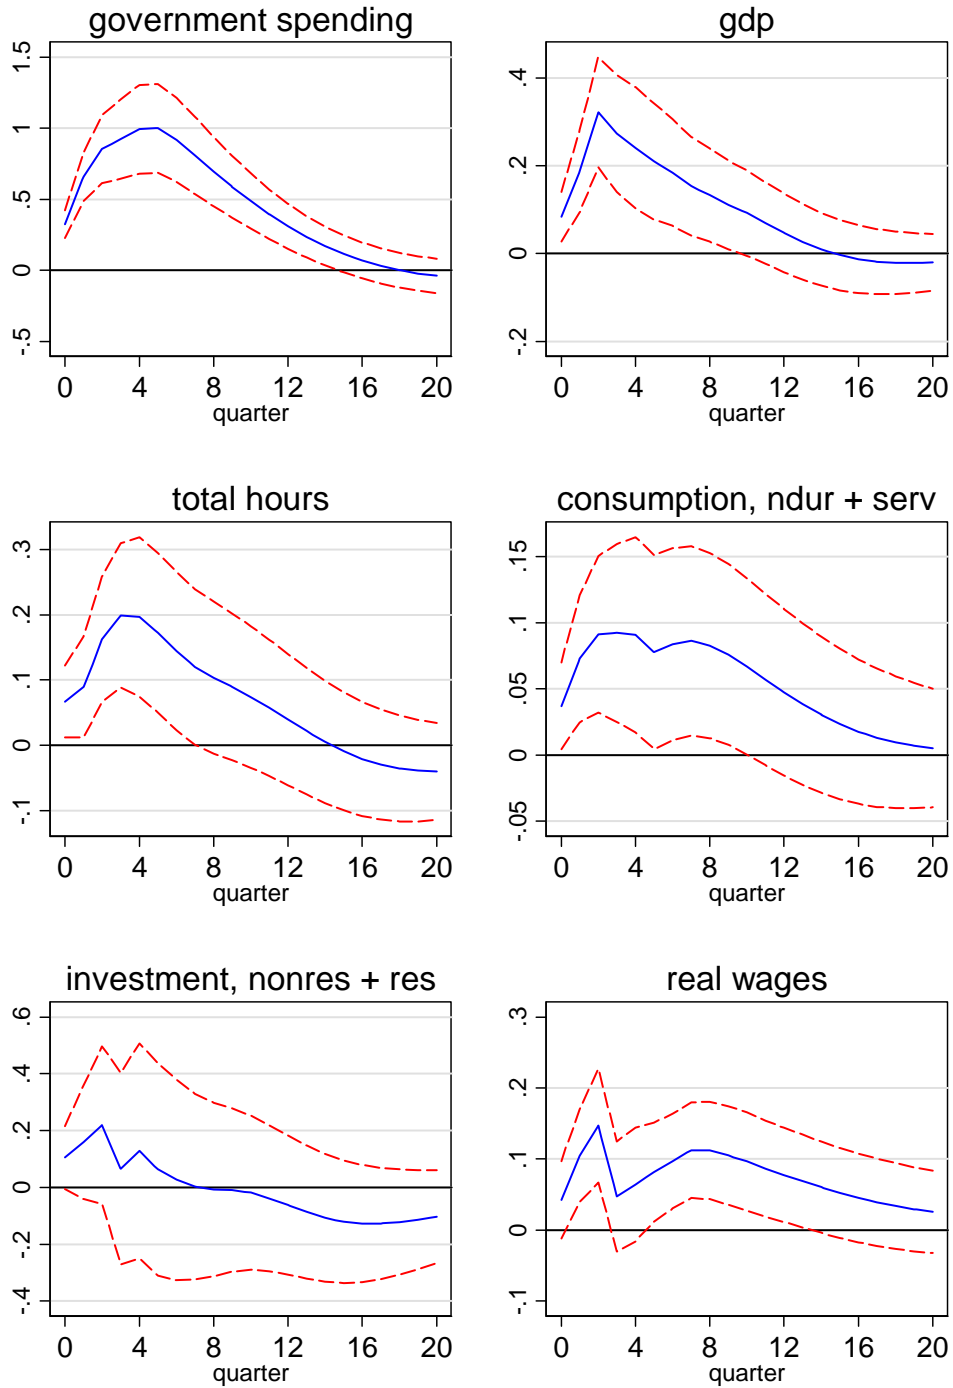 government spending
1.5
1
.5
0
-.5
0 4 8 12 16 20
quarter
gdp
.4
.2
0
-.2
0 4 8 12 16 20
quarter
total hours
.3
.2
.1
0
-.1
0 4 8 12 16 20
quarter
consumption, ndur + serv
.15
.1
.05
0
-.05
0 4 8 12 16 20
quarter
investment, nonres + res
.6
.4
.2
0
-.2
-.4
0 4 8 12 16 20
quarter
real wages
.3
.2
.1
0
-.1
0 4 8 12 16 20
quarter